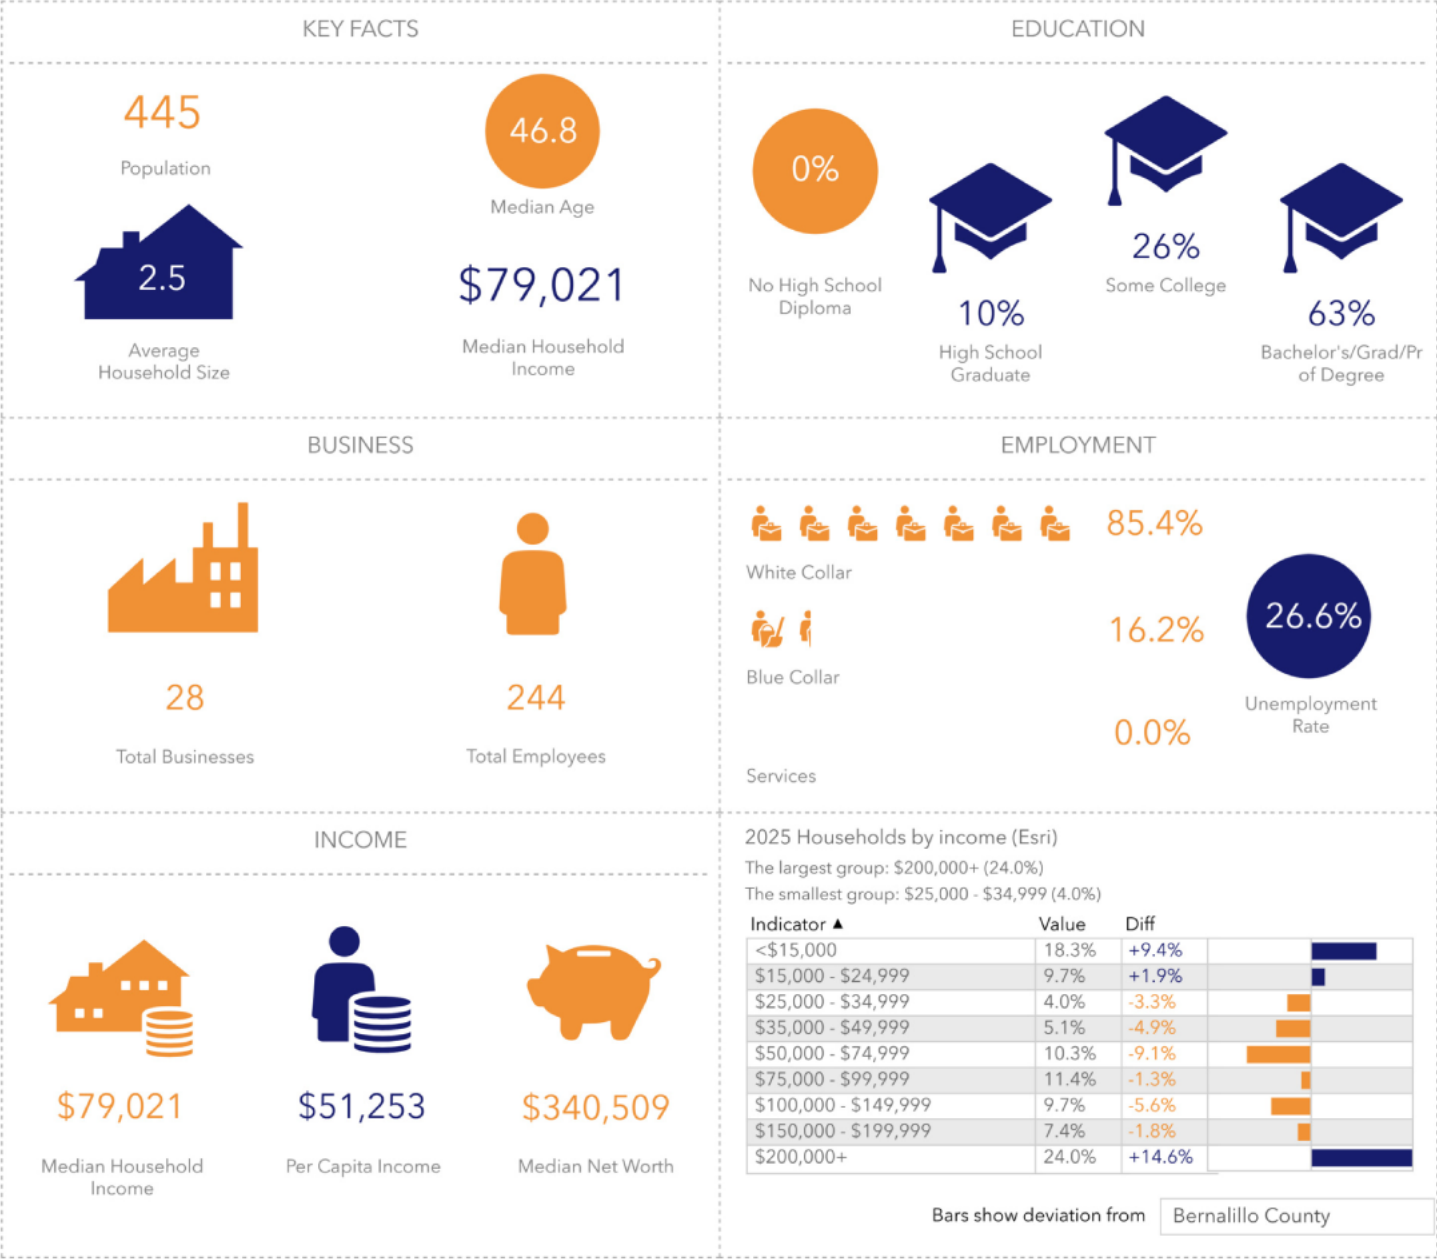 KEY FACTS
445
Population
46.8
Median Age
2.5
Average
Household Size
$79,021
Median Household
Income
EDUCATION
0%
No High School
Diploma
10%
High School
Graduate
26%
Some College
63%
Bachelor's/Grad/Pr
of Degree
BUSINESS
28
Total Businesses
244
Total Employees
EMPLOYMENT
85.4%
White Collar
16.2%
Blue Collar
0.0%
Services
26.6%
Unemployment
Rate
INCOME
$79,021
Median Household
Income
$51,253
Per Capita Income
$340,509
Median Net Worth
2025 Households by income (Esri)
The largest group: $200,000+ (24.0%)
The smallest group: $25,000 - $34,999 (4.0%)
Indicator ▲ Value Diff
<$15,000 18.3% +9.4%
$15,000 - $24,999 9.7% +1.9%
$25,000 - $34,999 4.0% -3.3%
$35,000 - $49,999 5.1% -4.9%
$50,000 - $74,999 10.3% -9.1%
$75,000 - $99,999 11.4% -1.3%
$100,000 - $149,999 9.7% -5.6%
$150,000 - $199,999 7.4% -1.8%
$200,000+ 24.0% +14.6%
Bars show deviation from Bernalillo County